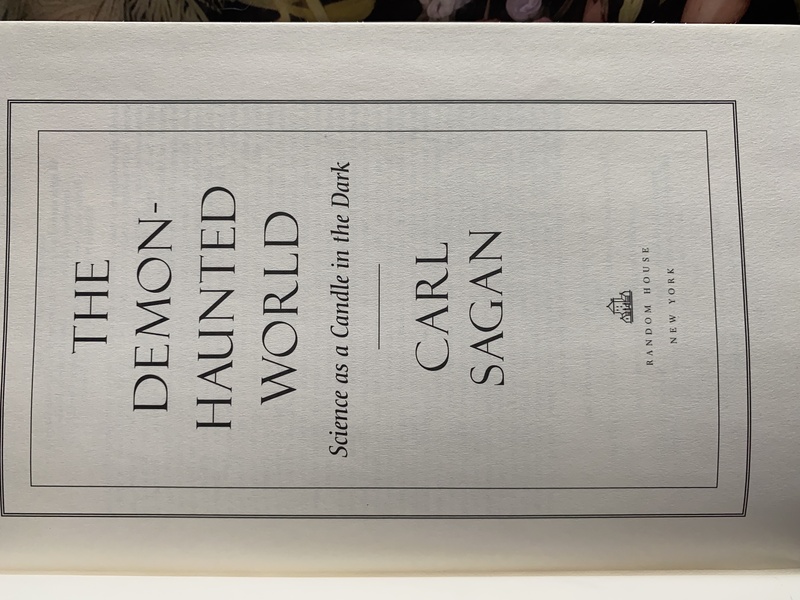 THE
DEMON-
HAUNTED
WORLD
Science as a Candle in the Dark
CARL
SAGAN
RANDOM HOUSE
NEW YORK